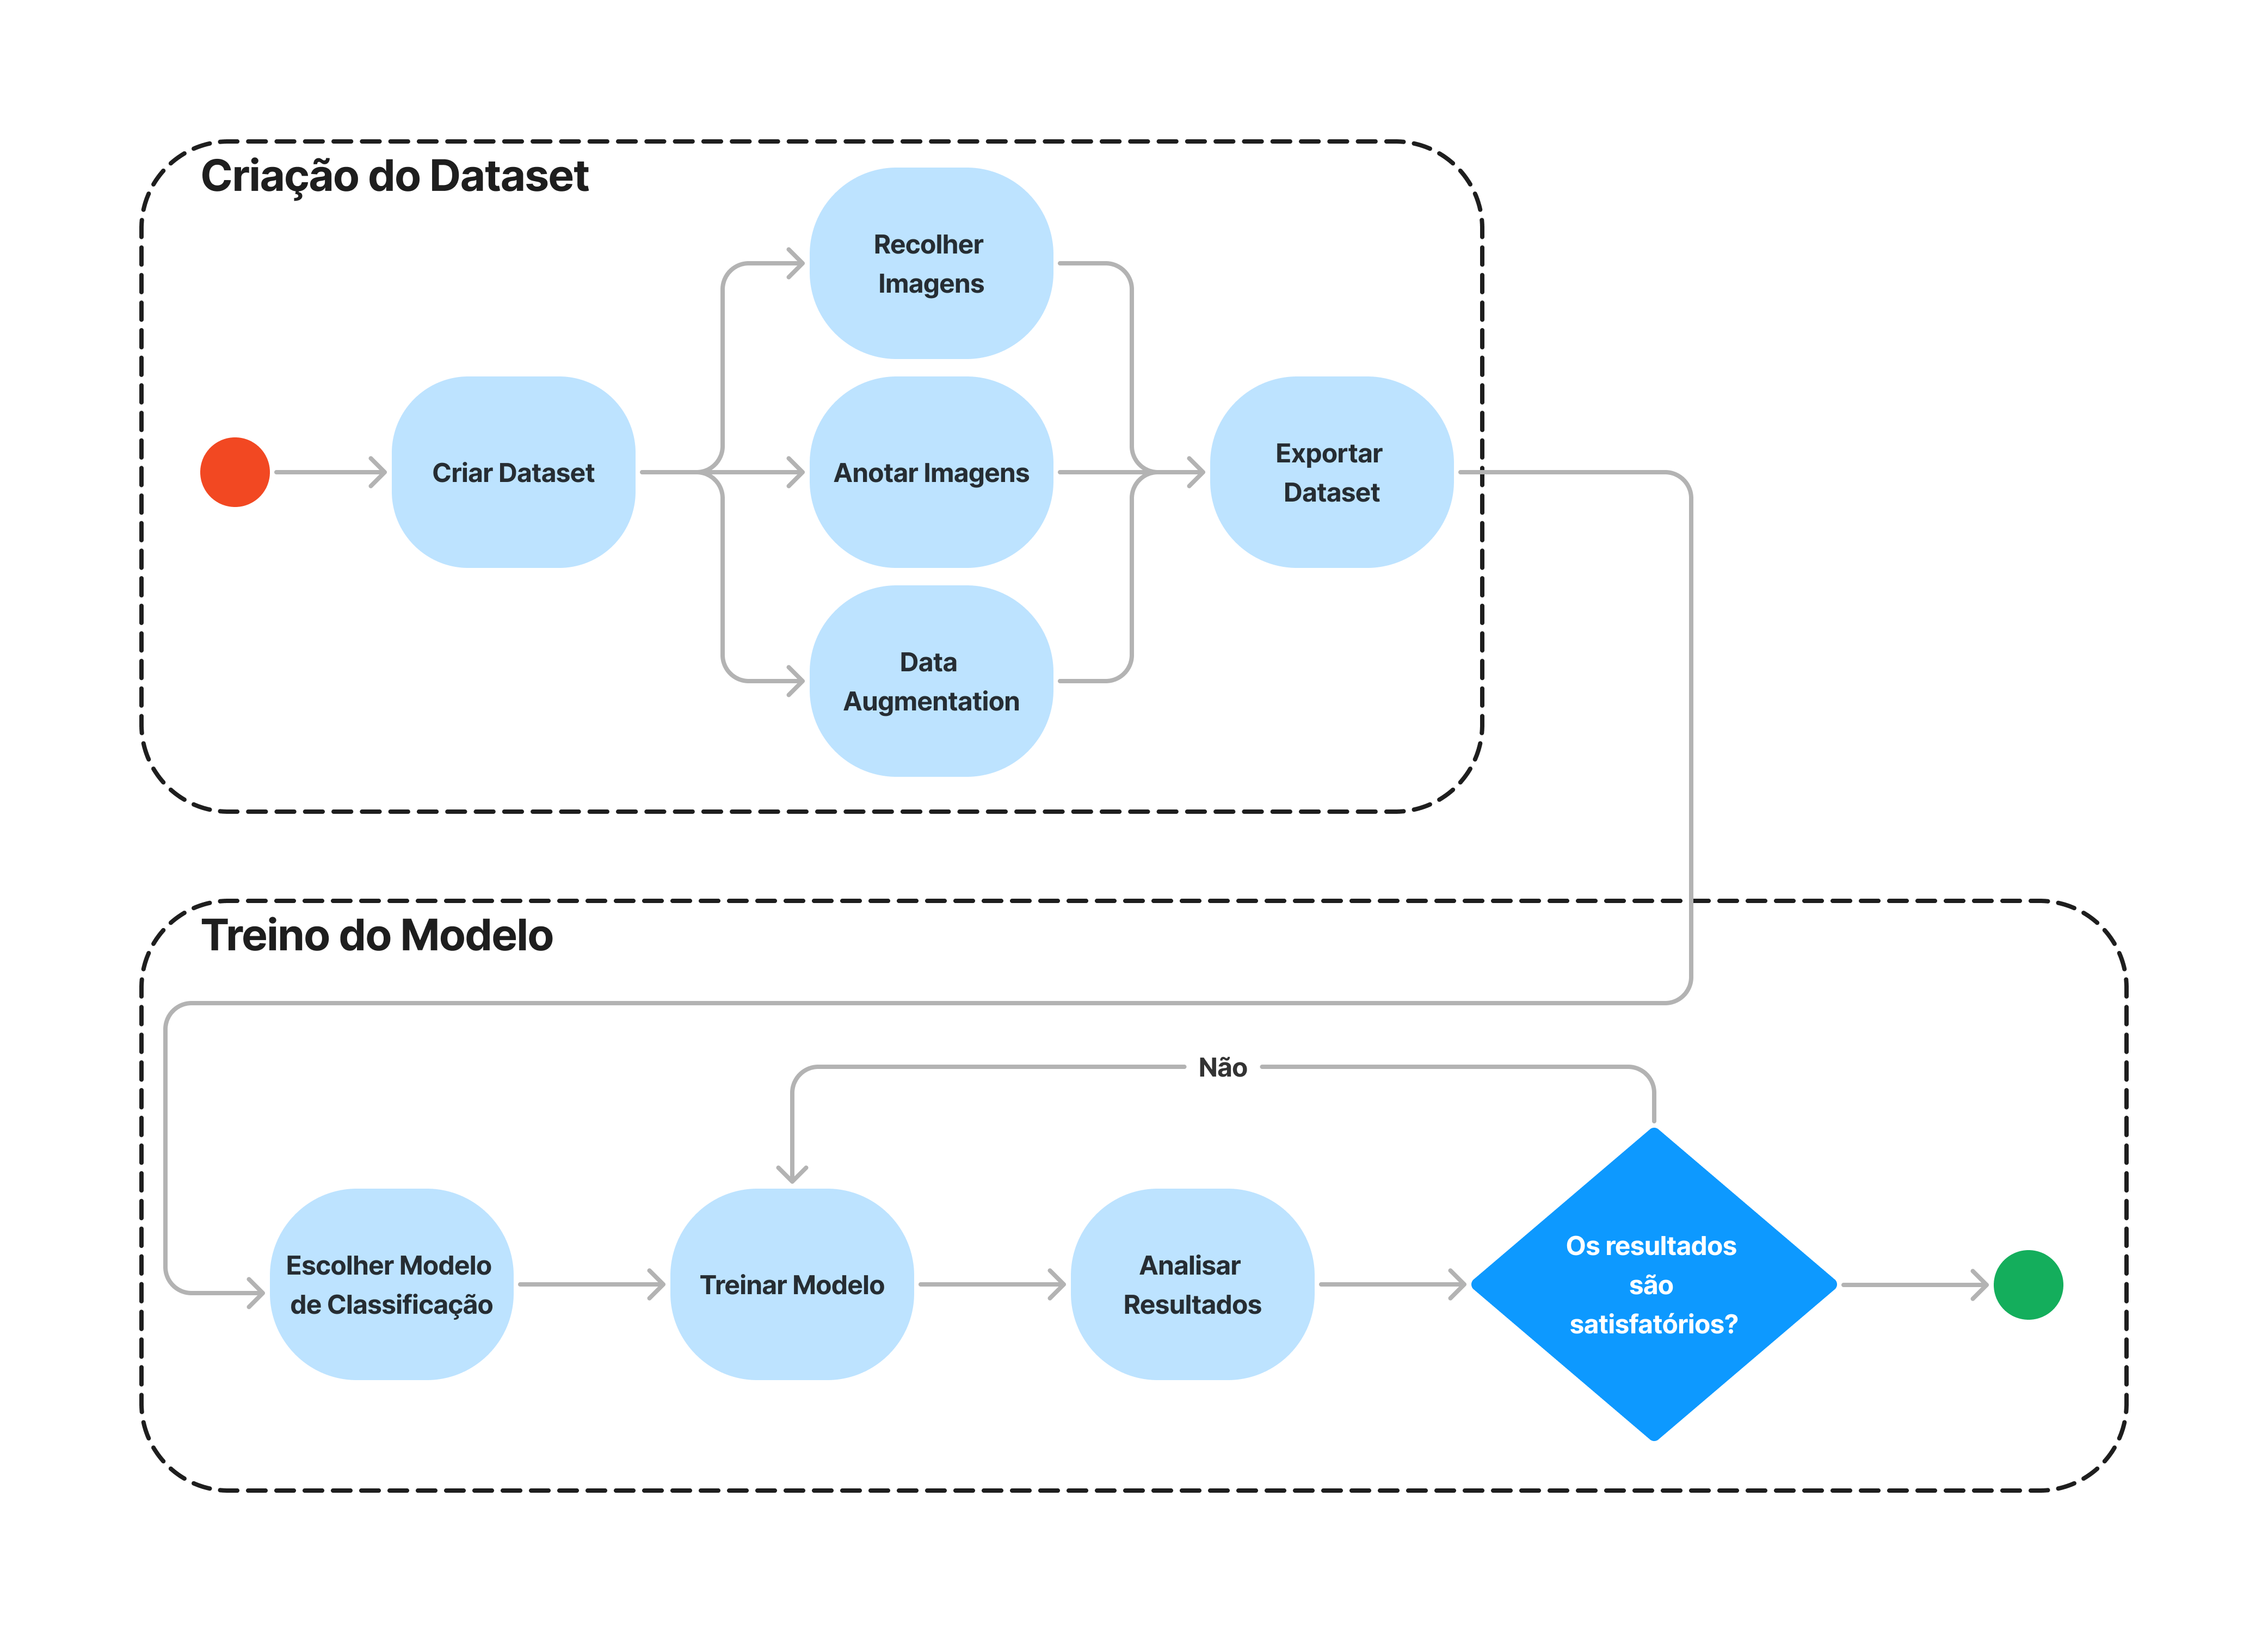 Criação do Dataset
Recolher
Imagens
Criar Dataset
Anotar Imagens
Exportar
Dataset
Data
Augmentation
Treino do Modelo
Não
Escolher Modelo
de Classificação
Treinar Modelo
Analisar
Resultados
Os resultados
são
satisfatórios?